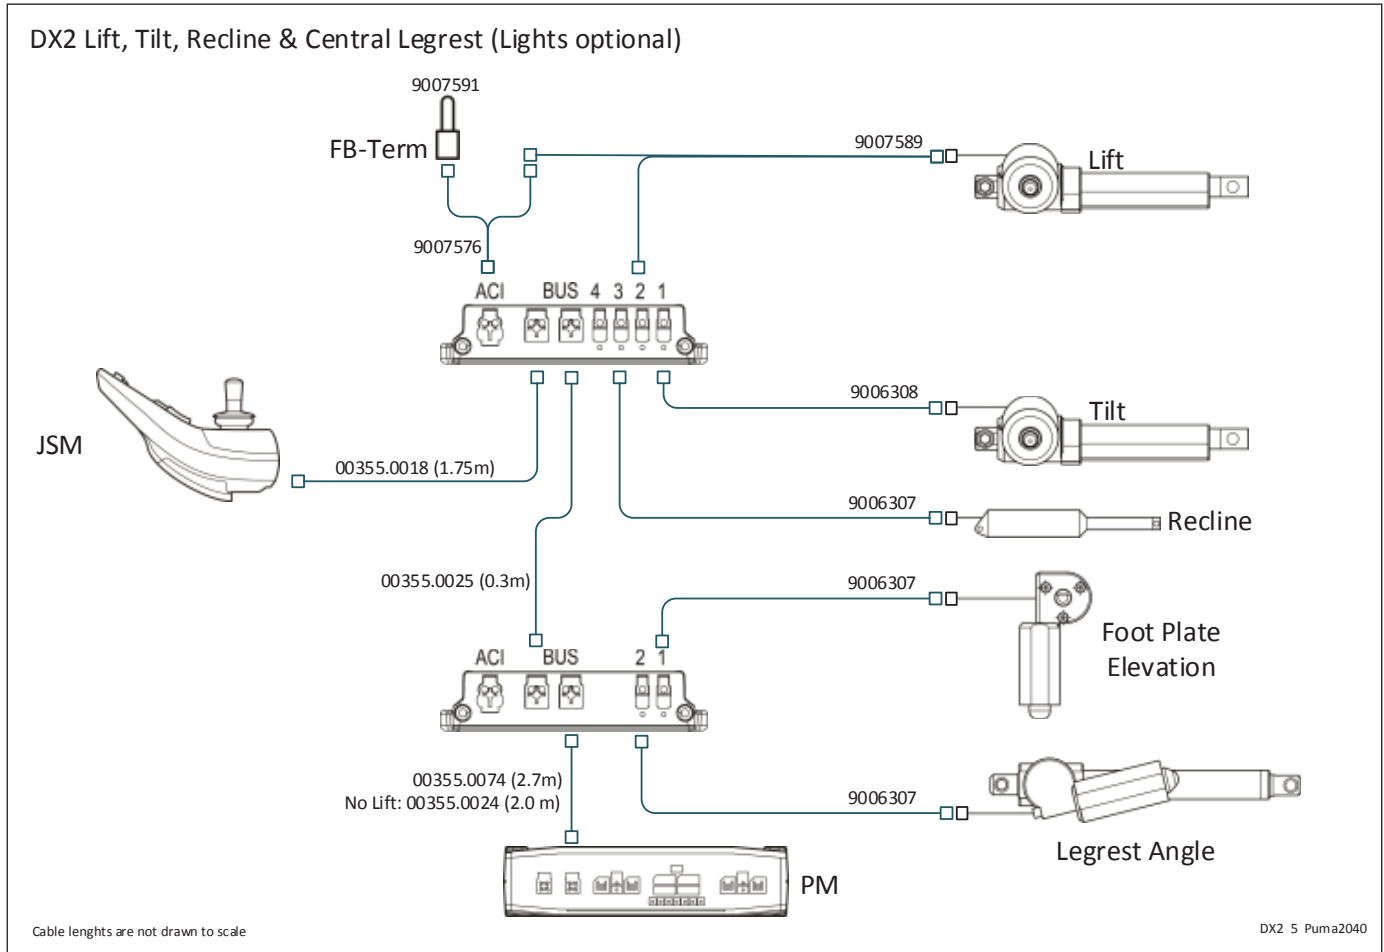 DX2 Lift, Tilt, Recline & Central Legrest (Lights optional)
9007591
FB-Term
9007589
Lift
9007576
ACI BUS 4 3 2 1
JSM
00355.0018 (1.75m)
9006308
Tilt
9006307
Recline
00355.0025 (0.3m)
9006307
Foot Plate
Elevation
ACI BUS 2 1
00355.0074 (2.7m)
No Lift: 00355.0024 (2.0 m)
9006307
Legrest Angle
PM
Cable lenghts are not drawn to scale
DX2 5 Puma2040